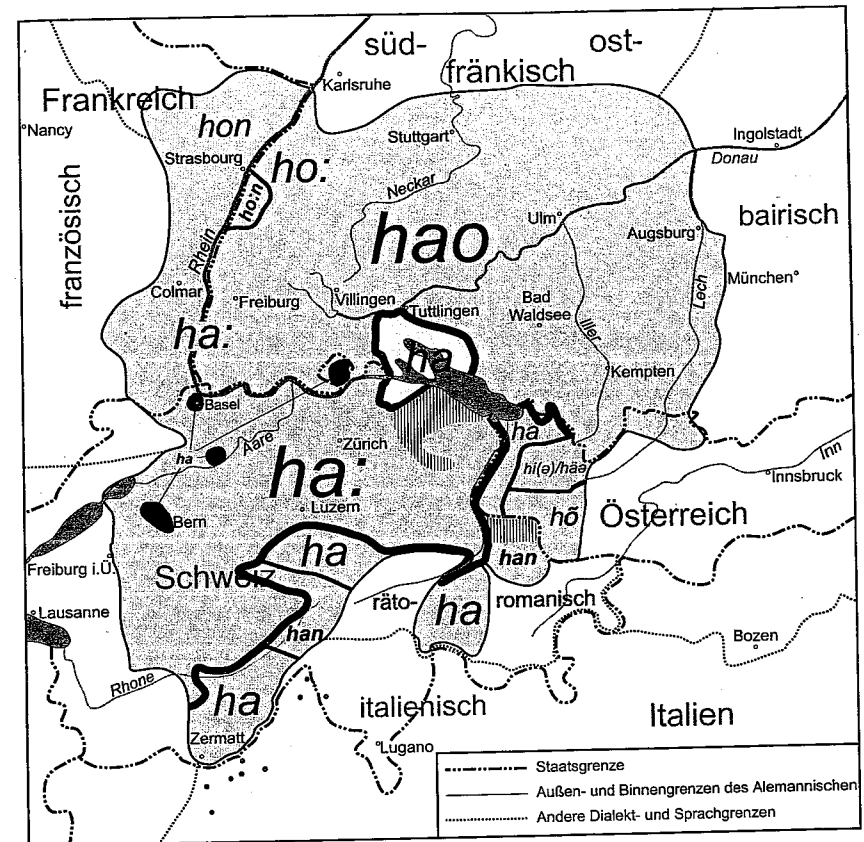 süd-
ost-
fränkisch
Karlsruhe
Frankreich
Nancy
hon
Stuttgart
Ingolstadt
Strasbourg
ho:
Donau
Neckar
ho:n
französisch
Ulm
hao
bairisch
Augsburg
Rhein
Lech
München
Colmar
Freiburg
Villingen
Tuttlingen
Bad
Waldsee
Iller
ha:
Kempten
Basel
ha
Zürich
Aare
ha
hi(ə)/häə
Inn
Innsbruck
ha:
Bern
Luzern
hõ
Österreich
ha
han
Freiburg i.Ü.
Schweiz
räto-
romanisch
Lausanne
ha
han
Bozen
Rhone
ha
italienisch
Italien
Zermatt
Lugano
Staatsgrenze
Außen- und Binnengrenzen des Alemannischen
Andere Dialekt- und Sprachgrenzen